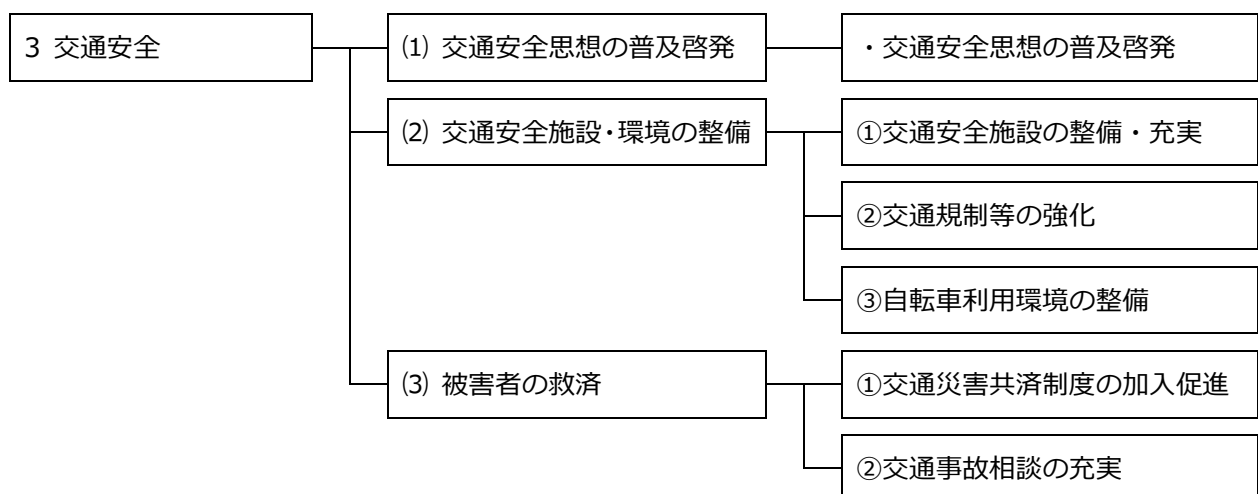 3 交通安全
⑴ 交通安全思想の普及啓発
・交通安全思想の普及啓発
⑵ 交通安全施設・環境の整備
①交通安全施設の整備・充実
②交通規制等の強化
③自転車利用環境の整備
⑶ 被害者の救済
①交通災害共済制度の加入促進
②交通事故相談の充実